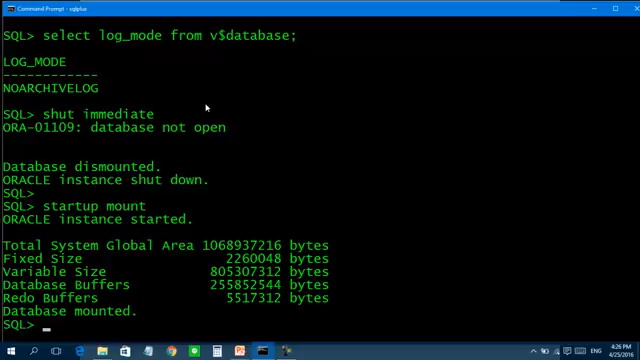 Command Prompt - sqlplus
SQL> select log_mode from v$database;
LOG_MODE
------------
NOARCHIVELOG
SQL> shut immediate
ORA-01109: database not open
Database dismounted.
ORACLE instance shut down.
SQL>
SQL> startup mount
ORACLE instance started.
Total System Global Area 1068937216 bytes
Fixed Size 2260048 bytes
Variable Size 805307312 bytes
Database Buffers 255852544 bytes
Redo Buffers 5517312 bytes
Database mounted.
SQL> _
ENG
4:26 PM
4/25/2016